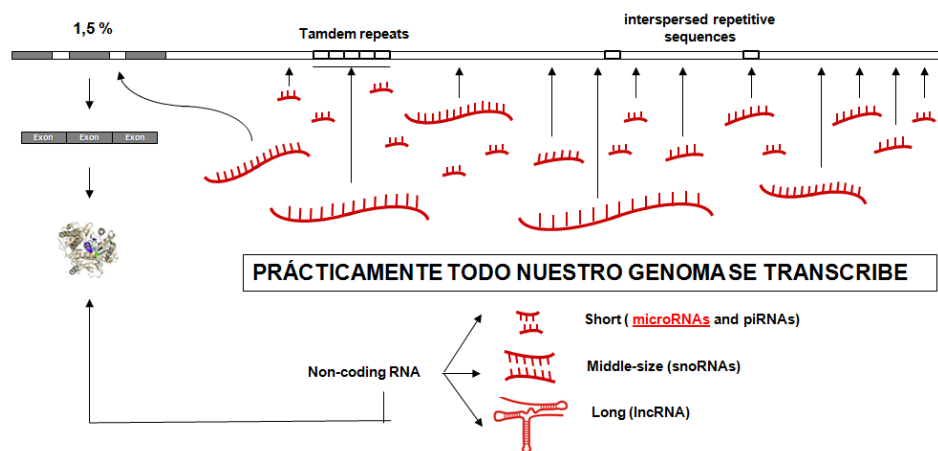 1,5 %
Tamdem repeats
interspersed repetitive
sequences
Exon Exon Exon
PRÁCTICAMENTE TODO NUESTRO GENOMA SE TRANSCRIBE
Short ( microRNAs and piRNAs)
Non-coding RNA
Middle-size (snoRNAs)
Long (lncRNA)